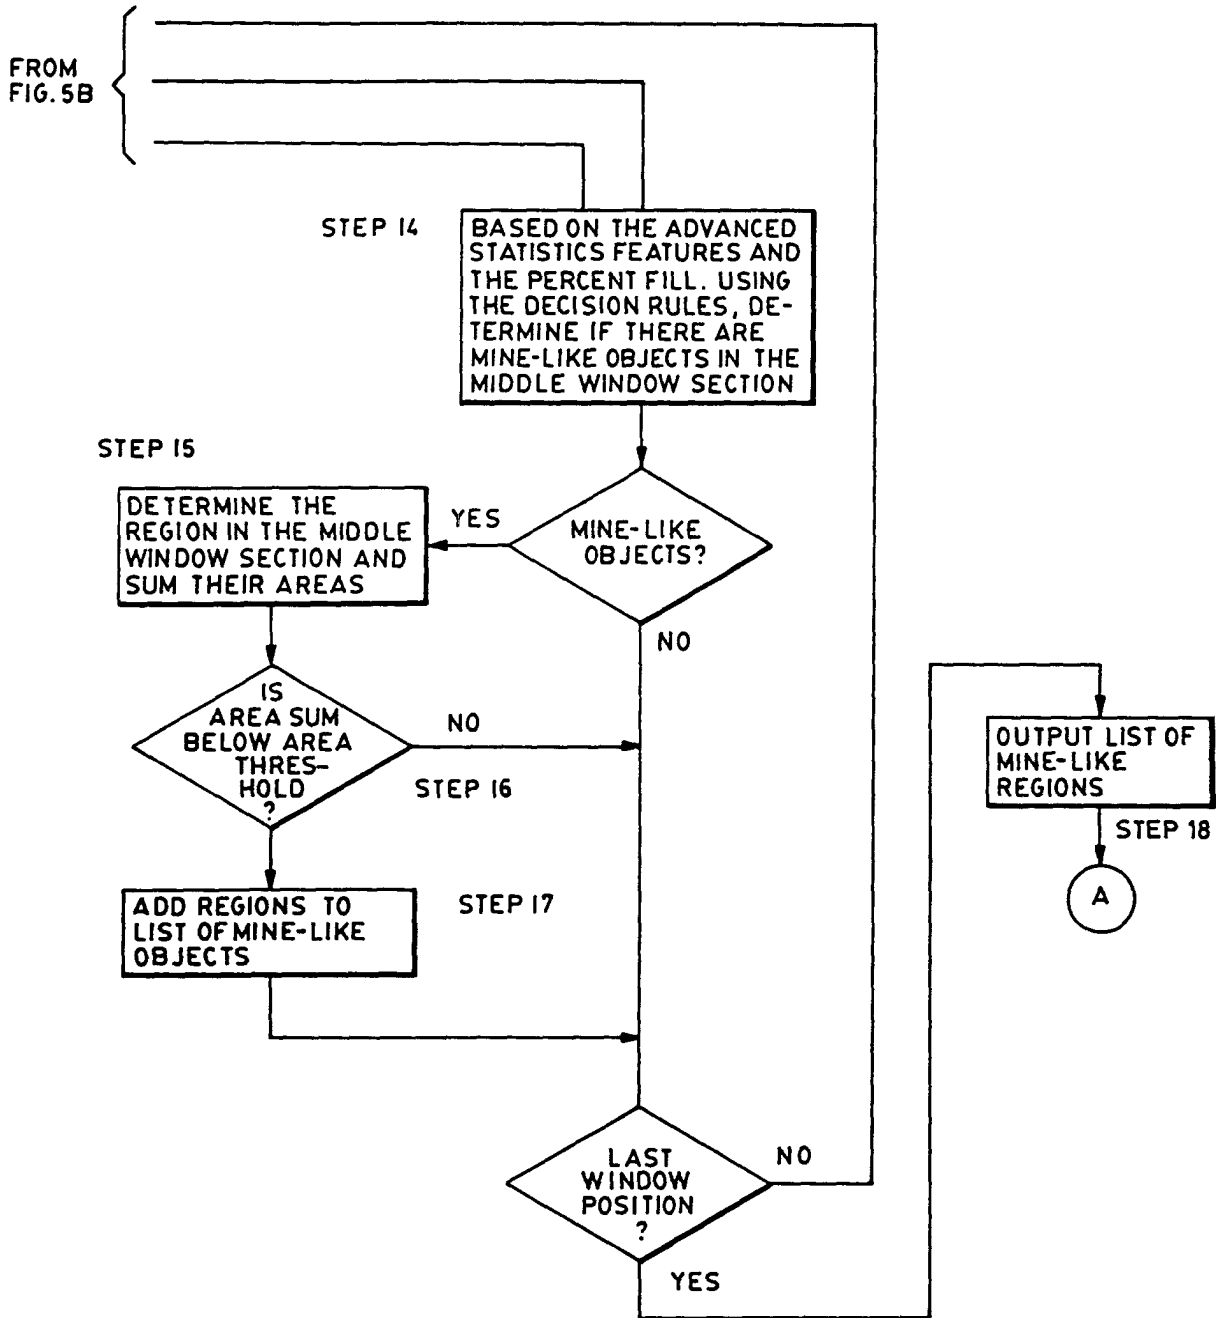 FROM
FIG. 5B
STEP 14
BASED ON THE ADVANCED
STATISTICS FEATURES AND
THE PERCENT FILL. USING
THE DECISION RULES, DE-
TERMINE IF THERE ARE
MINE-LIKE OBJECTS IN THE
MIDDLE WINDOW SECTION
STEP 15
DETERMINE THE
REGION IN THE MIDDLE
WINDOW SECTION AND
SUM THEIR AREAS
YES
MINE-LIKE
OBJECTS?
NO
IS
AREA SUM
BELOW AREA
THRES-
HOLD
?
NO
STEP 16
OUTPUT LIST OF
MINE-LIKE
REGIONS
STEP 18
A
ADD REGIONS TO
LIST OF MINE-LIKE
OBJECTS
STEP 17
LAST
WINDOW
POSITION
?
NO
YES